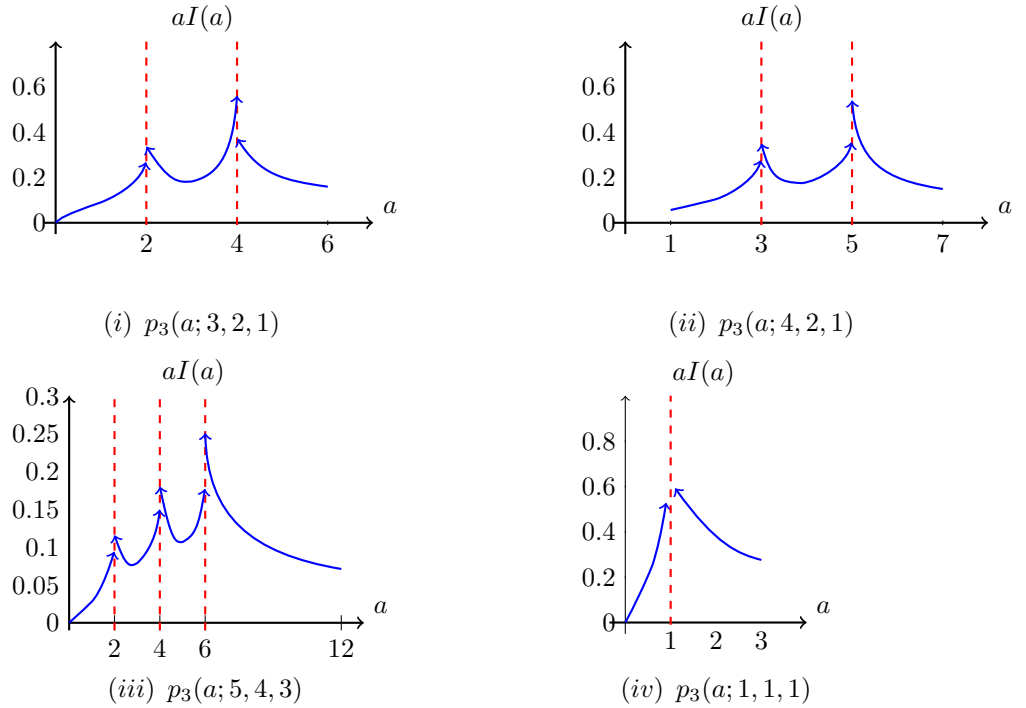 aI(a)
0.6
0.4
0.2
0
2
4
6
a
(i) p₃(a; 3, 2, 1)
aI(a)
0.6
0.4
0.2
0
1
3
5
7
a
(ii) p₃(a; 4, 2, 1)
aI(a)
0.3
0.25
0.2
0.15
0.1
0.05
0
2
4
6
12
a
(iii) p₃(a; 5, 4, 3)
aI(a)
0.8
0.6
0.4
0.2
0
1
2
3
a
(iv) p₃(a; 1, 1, 1)